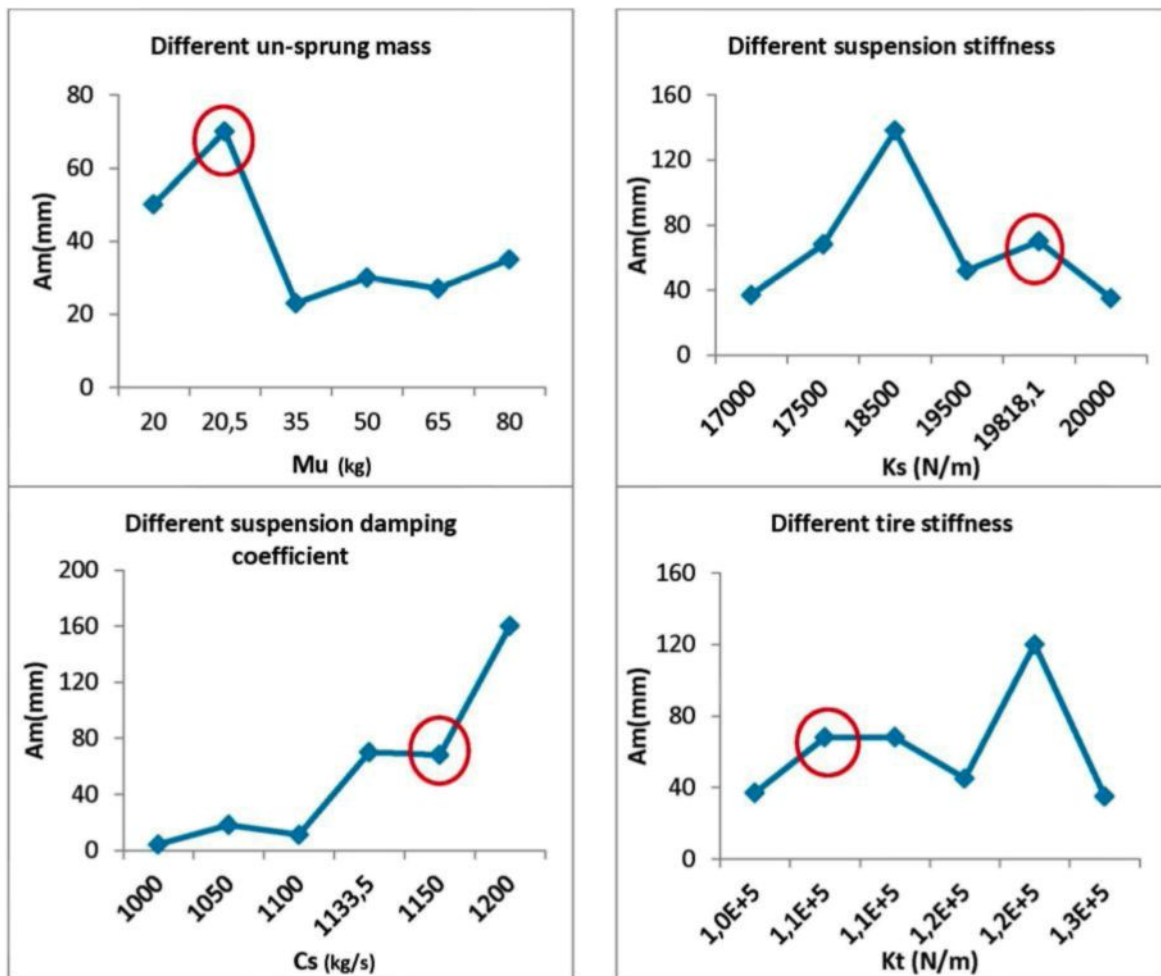 Different un-sprung mass
80
60
40
20
0
Am(mm)
20 20,5 35 50 65 80
Mu (kg)
Different suspension stiffness
160
120
80
40
0
Am(mm)
17000 17500 18500 19500 19818,1 20000
Ks (N/m)
Different suspension damping
coefficient
200
160
120
80
40
0
Am(mm)
1000 1050 1100 1133,5 1150 1200
Cs (kg/s)
Different tire stiffness
160
120
80
40
0
Am(mm)
1,0E+5 1,1E+5 1,1E+5 1,2E+5 1,2E+5 1,3E+5
Kt (N/m)